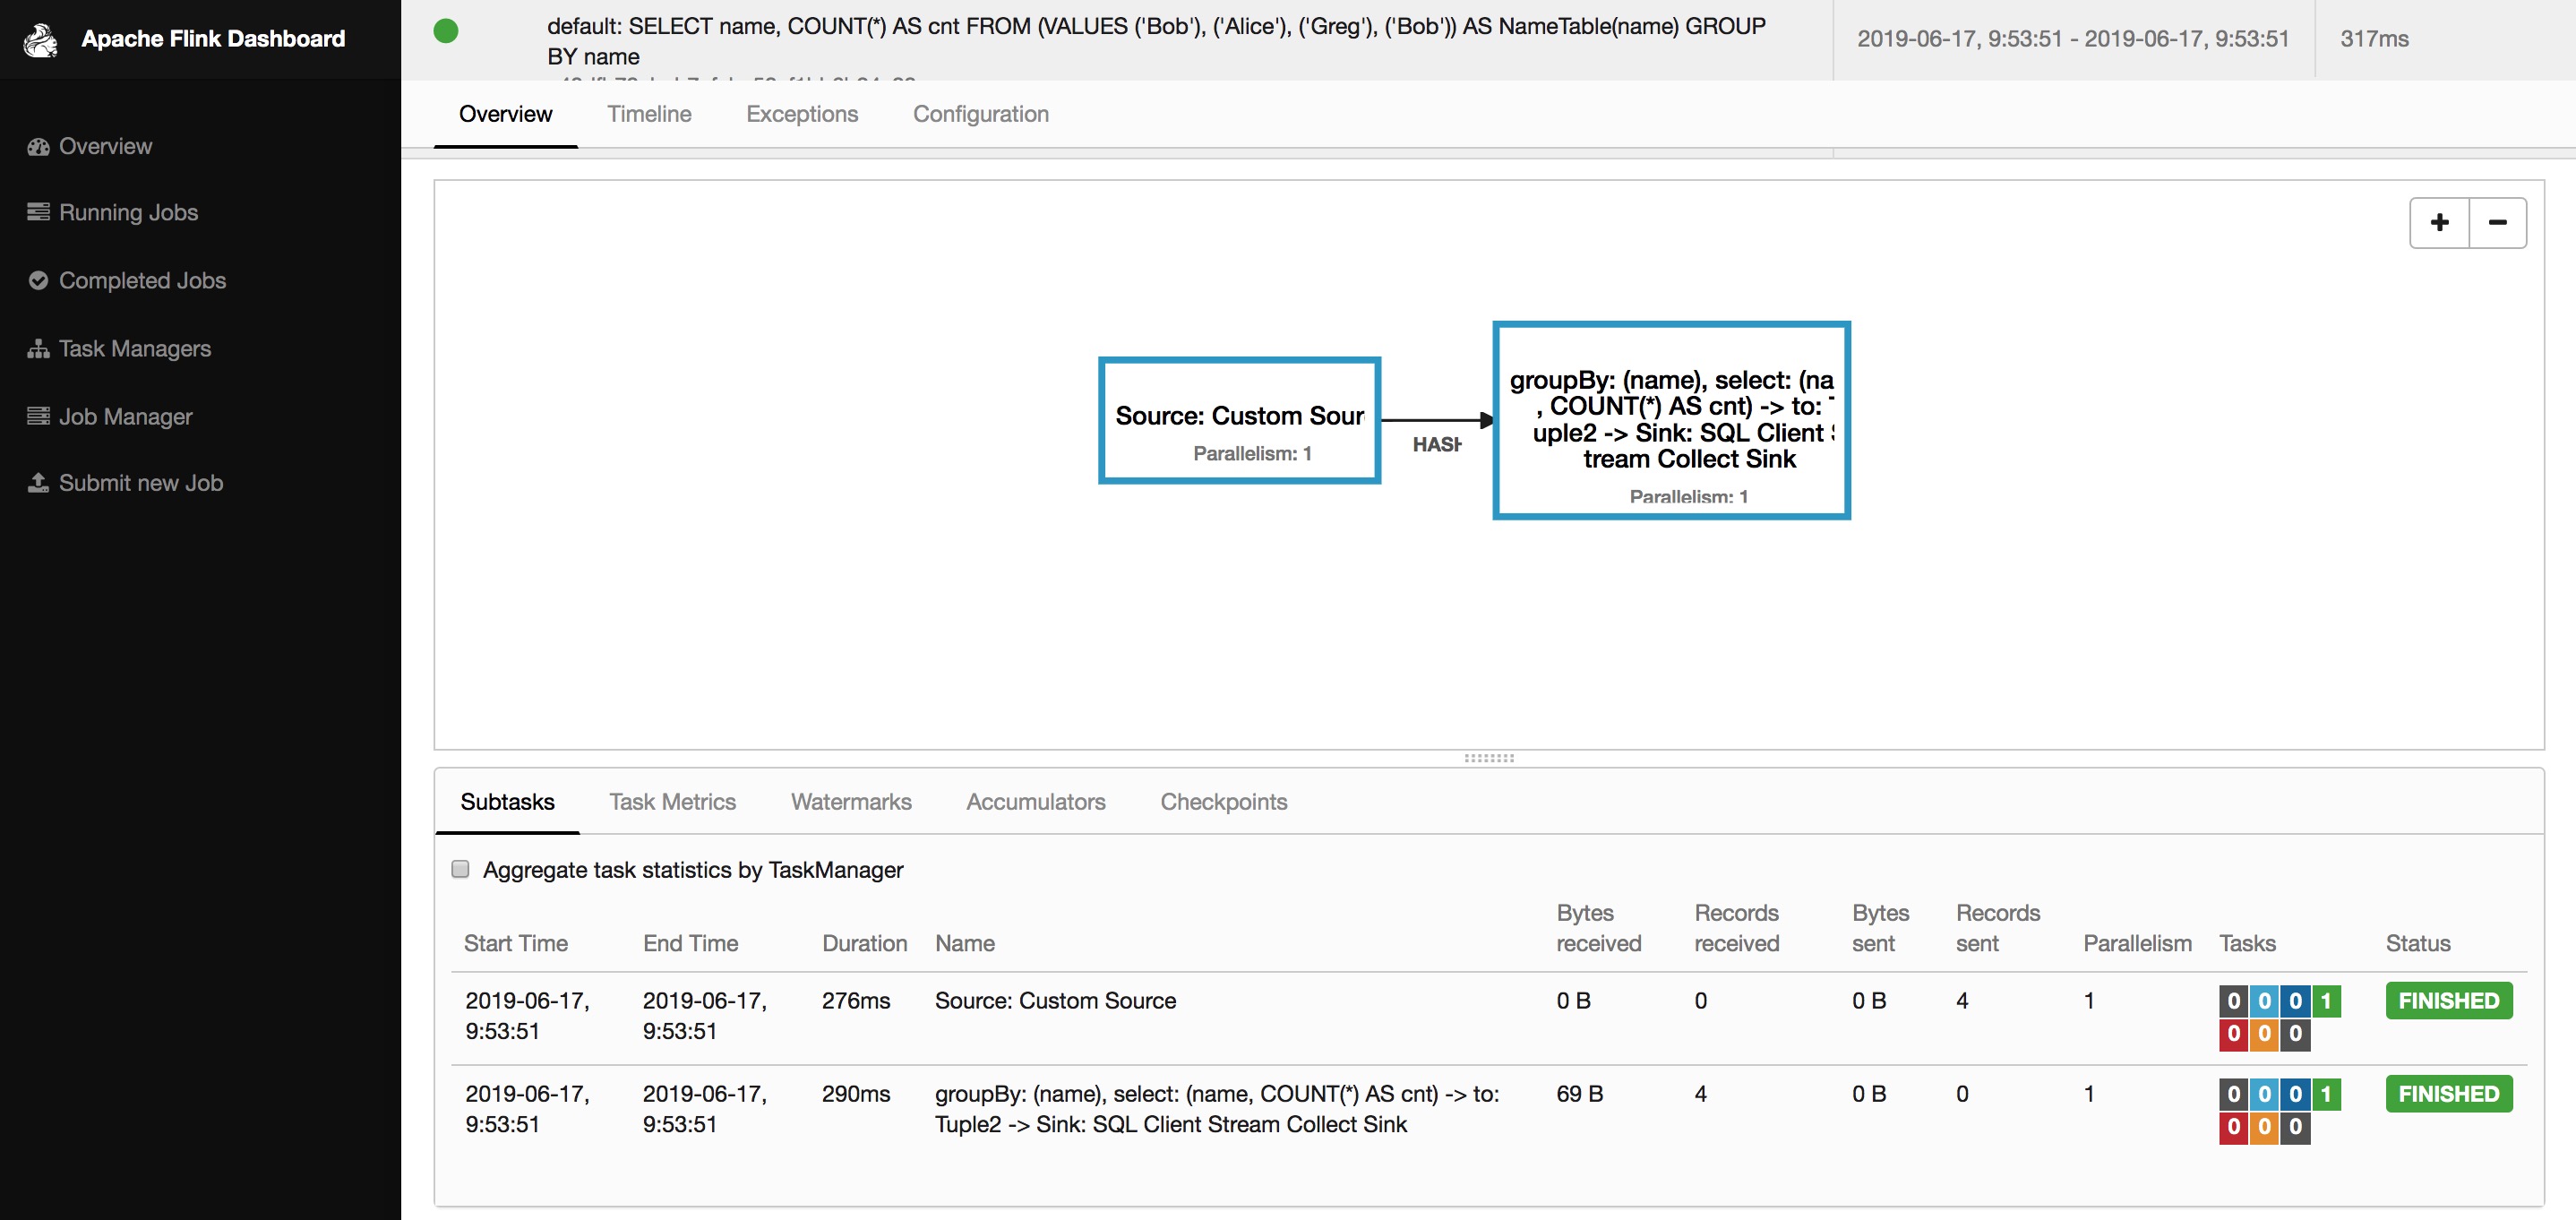 Apache Flink Dashboard
Overview
Running Jobs
Completed Jobs
Task Managers
Job Manager
Submit new Job
default: SELECT name, COUNT(*) AS cnt FROM (VALUES ('Bob'), ('Alice'), ('Greg'), ('Bob')) AS NameTable(name) GROUP
BY name
2019-06-17, 9:53:51 - 2019-06-17, 9:53:51
317ms
Overview Timeline Exceptions Configuration
+ −
Source: Custom Sour
Parallelism: 1
HASH
groupBy: (name), select: (na
, COUNT(*) AS cnt) -> to: T
uple2 -> Sink: SQL Client S
tream Collect Sink
Parallelism: 1
Subtasks Task Metrics Watermarks Accumulators Checkpoints
Aggregate task statistics by TaskManager
Bytes Records Bytes Records
Start Time End Time Duration Name received received sent sent Parallelism Tasks Status
2019-06-17, 2019-06-17, 276ms Source: Custom Source 0 B 0 0 B 4 1 0 0 0 1 FINISHED
9:53:51 9:53:51 0 0 0
2019-06-17, 2019-06-17, 290ms groupBy: (name), select: (name, COUNT(*) AS cnt) -> to: 69 B 4 0 B 0 1 0 0 0 1 FINISHED
9:53:51 9:53:51 Tuple2 -> Sink: SQL Client Stream Collect Sink 0 0 0